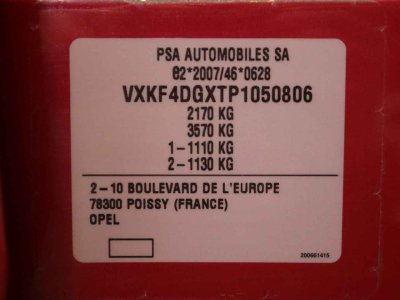 PSA AUTOMOBILES SA
e2*2007/46*0628
VXKF4DGXTP1050806
2170 KG
3570 KG
1-1110 KG
2-1130 KG
2-10 BOULEVARD DE L'EUROPE
78300 POISSY (FRANCE)
OPEL
200661415